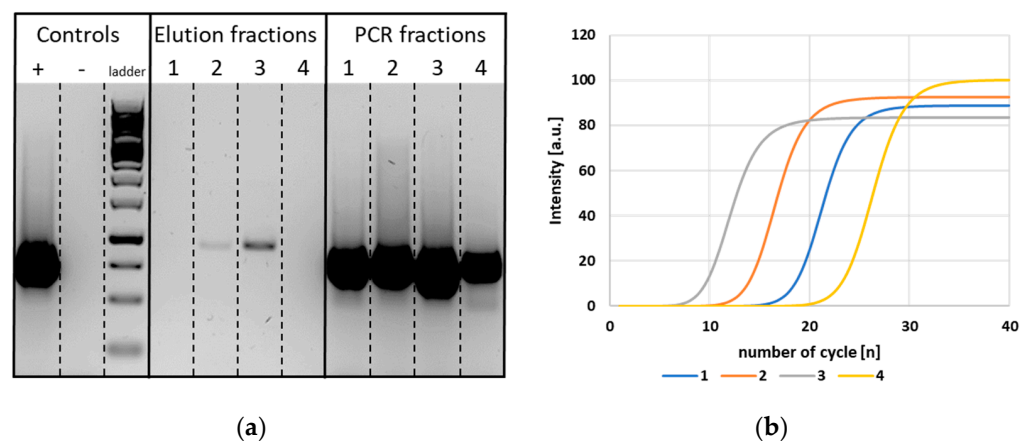 Controls Elution fractions PCR fractions
+ - ladder 1 2 3 4 1 2 3 4
(a)
120
100
80
60
40
20
0
Intensity [a.u.]
0 10 20 30 40
number of cycle [n]
1 2 3 4
(b)